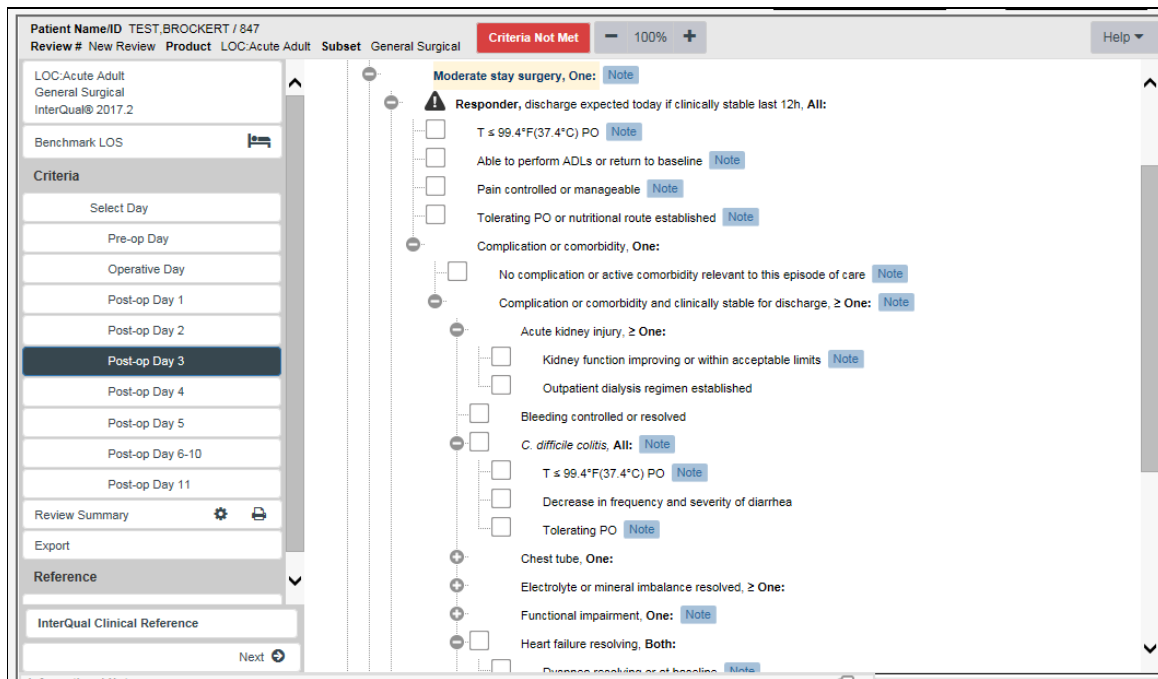 Patient Name/ID TEST,BROCKERT / 847
Review # New Review Product LOC:Acute Adult Subset General Surgical
Criteria Not Met
100%
Help
LOC:Acute Adult
General Surgical
InterQual® 2017.2
Benchmark LOS
Criteria
Select Day
Pre-op Day
Operative Day
Post-op Day 1
Post-op Day 2
Post-op Day 3
Post-op Day 4
Post-op Day 5
Post-op Day 6-10
Post-op Day 11
Review Summary
Export
Reference
InterQual Clinical Reference
Next
Moderate stay surgery, One: Note
Responder, discharge expected today if clinically stable last 12h, All:
T ≤ 99.4°F(37.4°C) PO Note
Able to perform ADLs or return to baseline Note
Pain controlled or manageable Note
Tolerating PO or nutritional route established Note
Complication or comorbidity, One:
No complication or active comorbidity relevant to this episode of care Note
Complication or comorbidity and clinically stable for discharge, ≥ One: Note
Acute kidney injury, ≥ One:
Kidney function improving or within acceptable limits Note
Outpatient dialysis regimen established
Bleeding controlled or resolved
C. difficile colitis, All: Note
T ≤ 99.4°F(37.4°C) PO Note
Decrease in frequency and severity of diarrhea
Tolerating PO Note
Chest tube, One:
Electrolyte or mineral imbalance resolved, ≥ One:
Functional impairment, One: Note
Heart failure resolving, Both:
Dyspnea resolving or at baseline Note